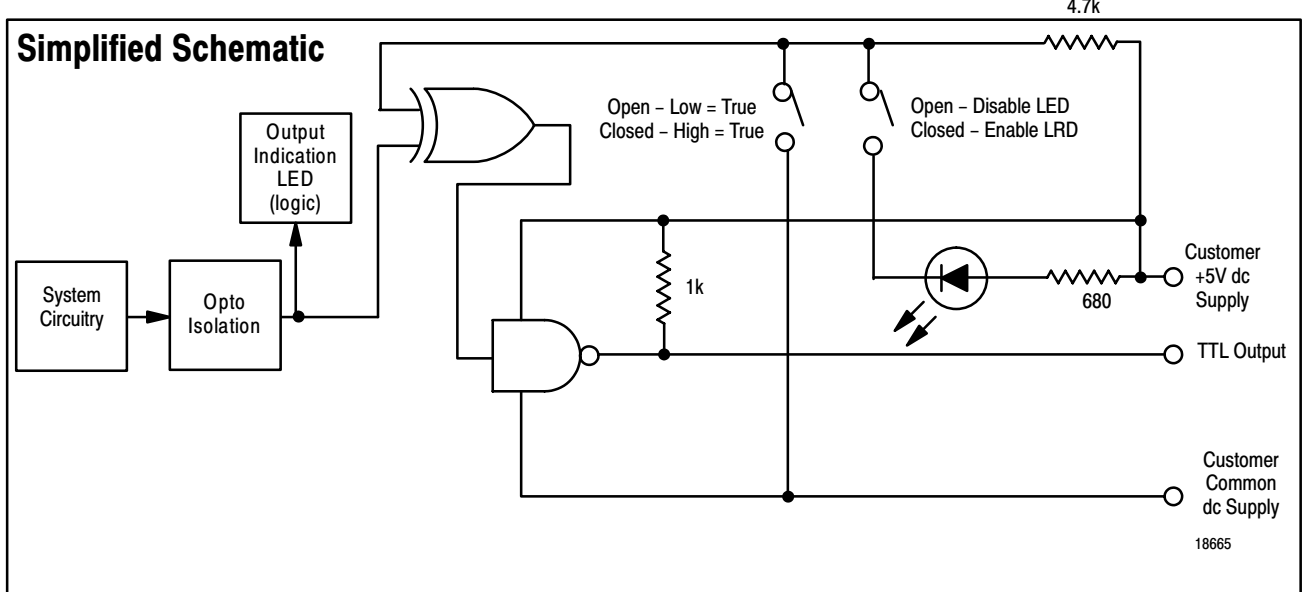 4.7k
Simplified Schematic
Output
Indication
LED
(logic)
Open – Low = True
Closed – High = True
Open – Disable LED
Closed – Enable LRD
System
Circuitry
Opto
Isolation
1k
680
Customer
+5V dc
Supply
TTL Output
Customer
Common
dc Supply
18665